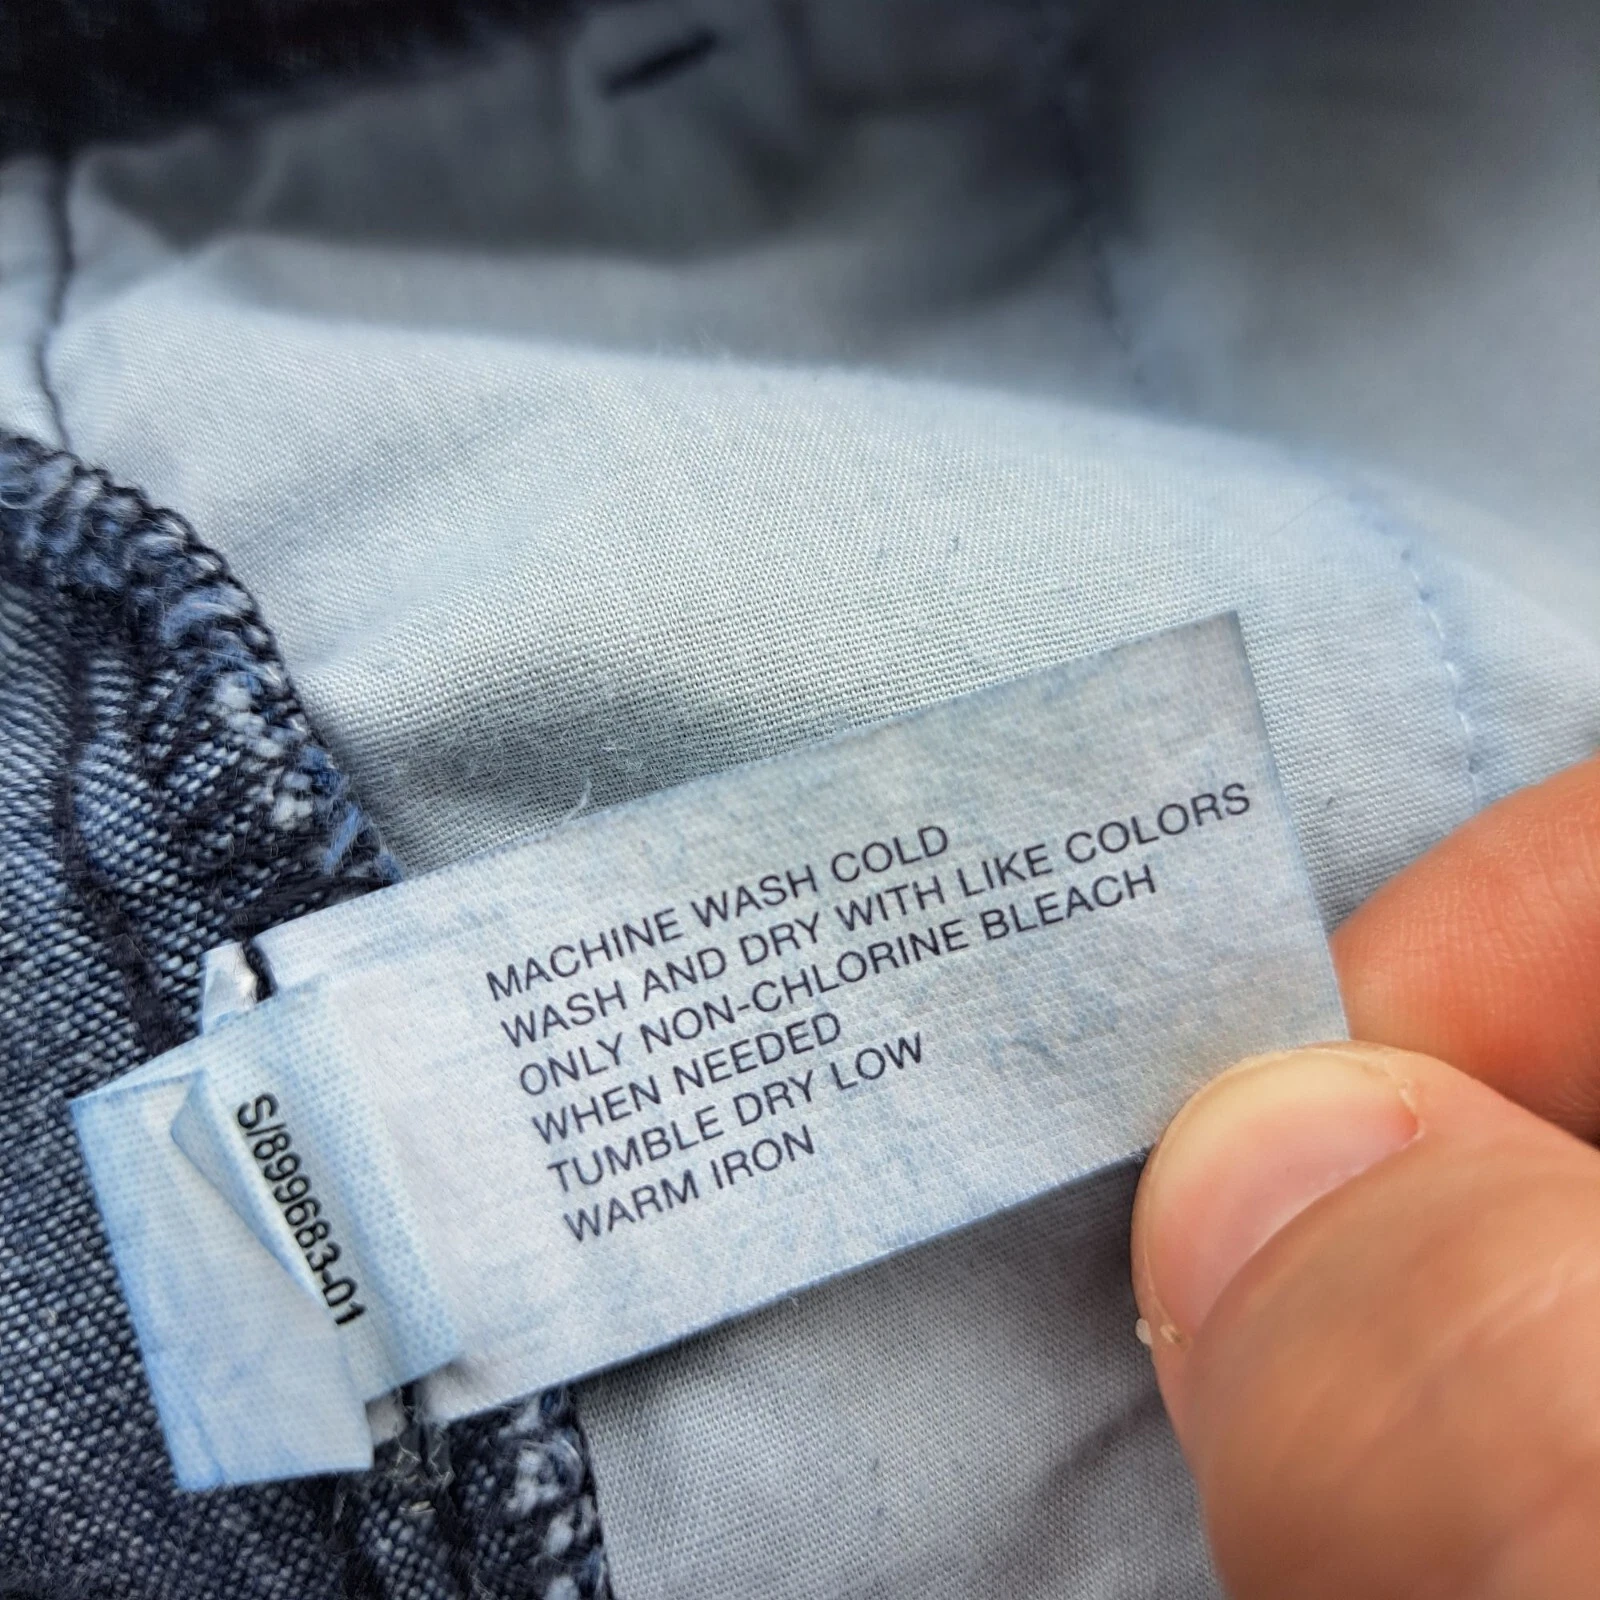 MACHINE WASH COLD
WASH AND DRY WITH LIKE COLORS
ONLY NON-CHLORINE BLEACH
WHEN NEEDED
TUMBLE DRY LOW
WARM IRON
S/899683-01